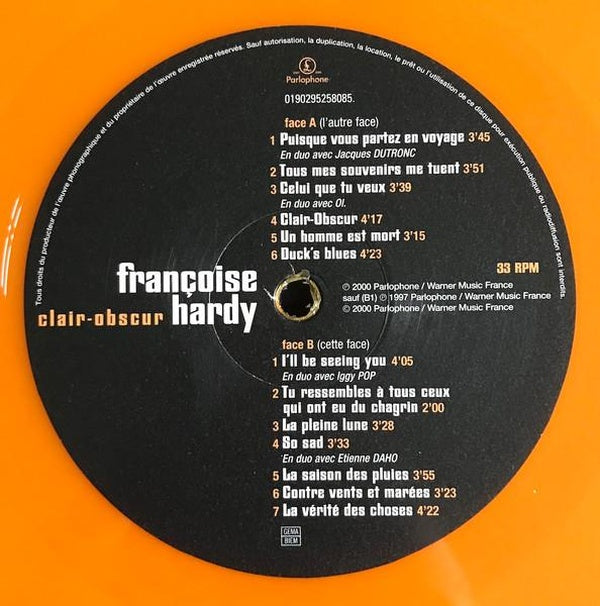 Tous droits du producteur de l'œuvre phonographique et du propriétaire de l'œuvre enregistrée réservés. Sauf autorisation, la duplication, la location, le prêt ou l'utilisation de ce disque pour exécution publique ou radiodiffusion sont interdits.
Parlophone
0190295258085.
face A (l'autre face)
1 Puisque vous partez en voyage 3'45
En duo avec Jacques DUTRONC
2 Tous mes souvenirs me tuent 3'51
3 Celui que tu veux 3'39
En duo avec Ol.
4 Clair-Obscur 4'17
5 Un homme est mort 3'15
6 Duck's blues 4'23
33 RPM
françoise
hardy
clair-obscur
℗ 2000 Parlophone / Warner Music France
sauf (B1) ℗ 1997 Parlophone / Warner Music France
© 2000 Parlophone / Warner Music France
face B (cette face)
1 I'll be seeing you 4'05
En duo avec Iggy POP
2 Tu ressembles à tous ceux
qui ont eu du chagrin 2'00
3 La pleine lune 3'28
4 So sad 3'33
En duo avec Etienne DAHO
5 La saison des pluies 3'55
6 Contre vents et marées 3'23
7 La vérité des choses 4'22
GEMA
BIEM